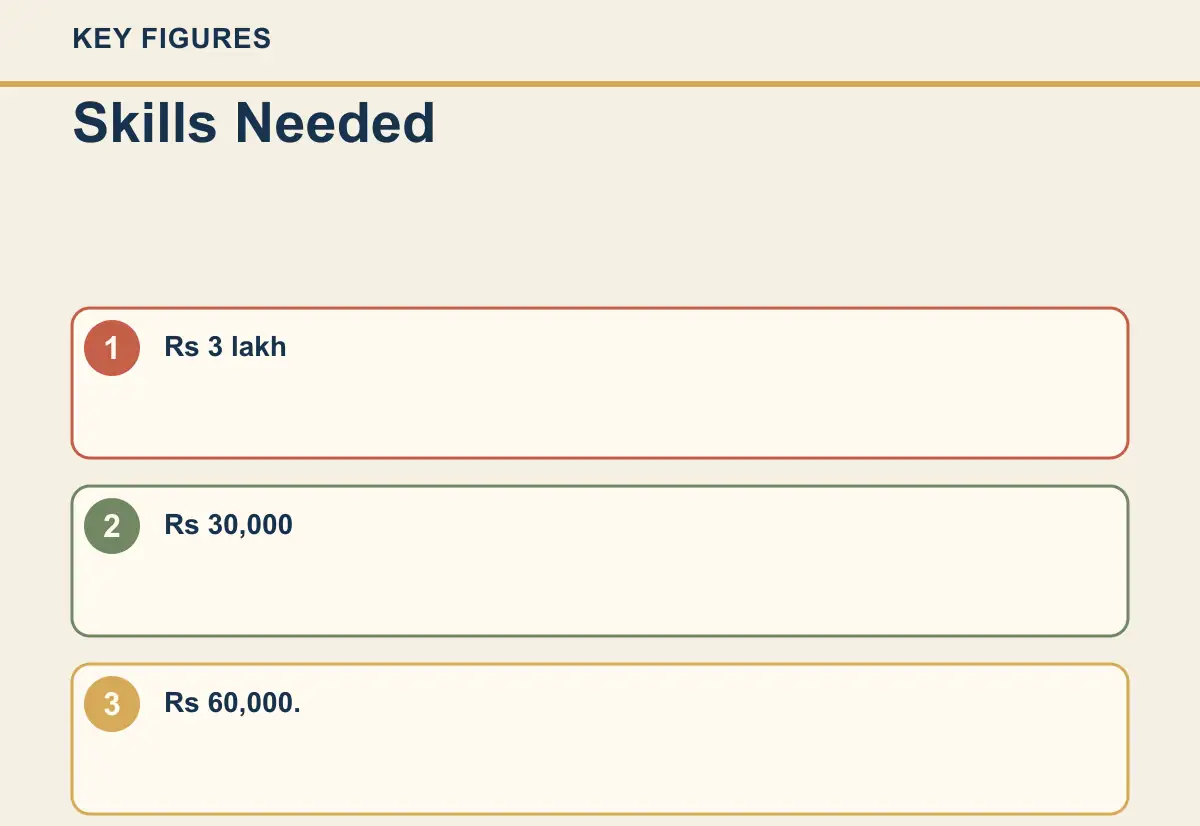 KEY FIGURES
Skills Needed
1 Rs 3 lakh
2 Rs 30,000
3 Rs 60,000.